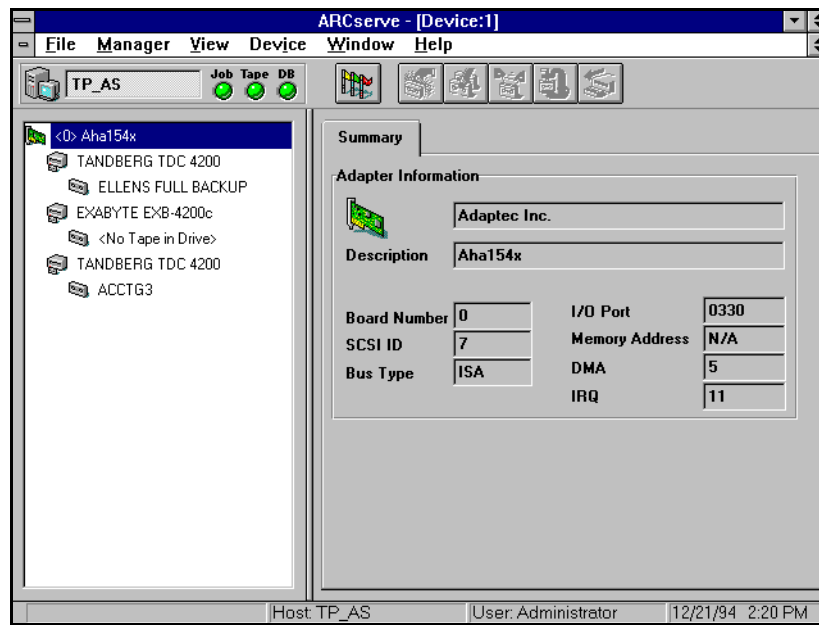 ARCserve - [Device:1]
File Manager View Device Window Help
TP_AS
Job Tape DB
<0> Aha154x
TANDBERG TDC 4200
ELLENS FULL BACKUP
EXABYTE EXB-4200c
<No Tape in Drive>
TANDBERG TDC 4200
ACCTG3
Summary
Adapter Information
Adaptec Inc.
Description Aha154x
Board Number 0
SCSI ID 7
Bus Type ISA
I/O Port 0330
Memory Address N/A
DMA 5
IRQ 11
Host: TP_AS User: Administrator 12/21/94 2:20 PM